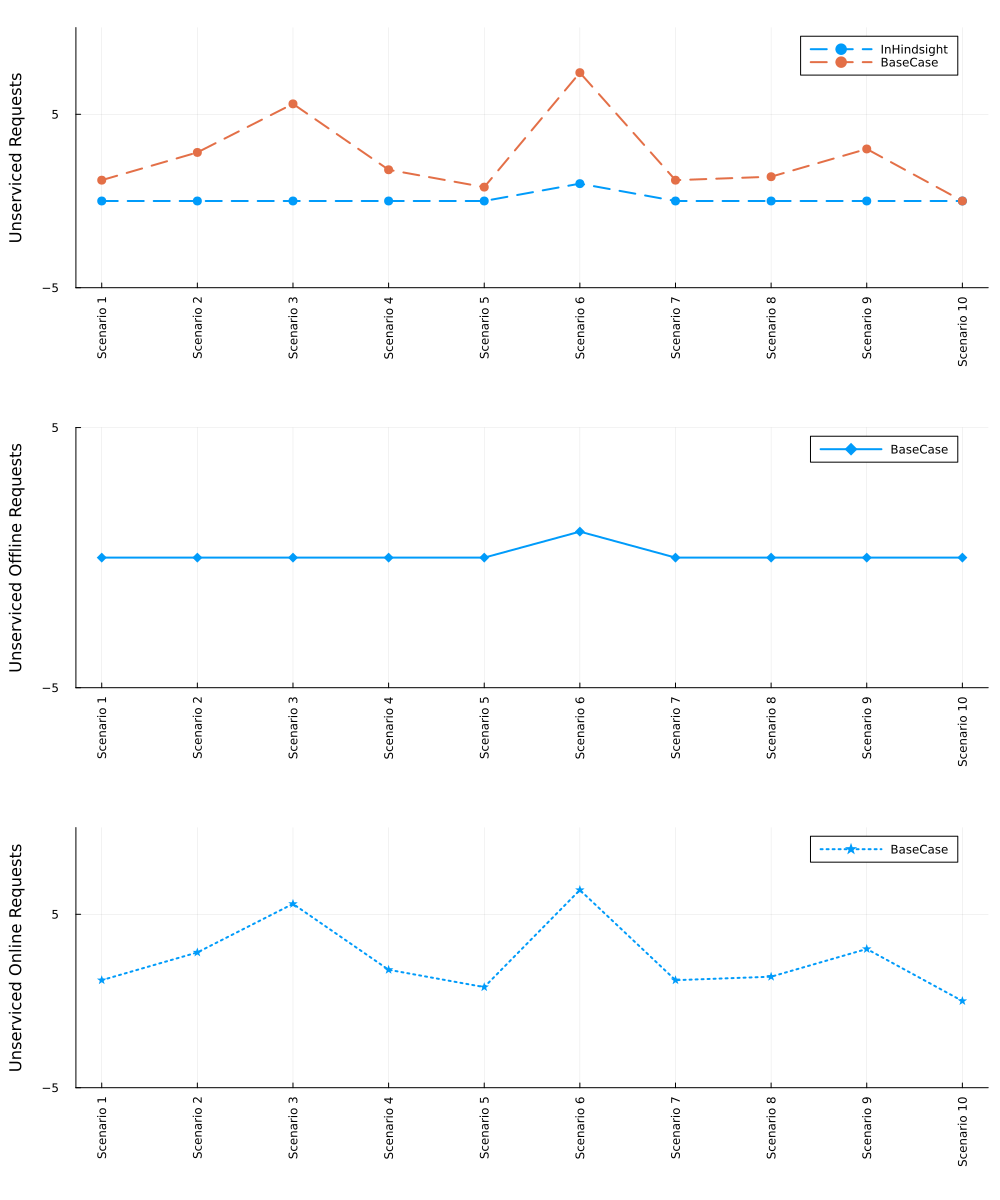 Unserviced Requests
InHindsight
BaseCase
5
−5
Scenario 1
Scenario 2
Scenario 3
Scenario 4
Scenario 5
Scenario 6
Scenario 7
Scenario 8
Scenario 9
Scenario 10
Unserviced Offline Requests
5
BaseCase
−5
Scenario 1
Scenario 2
Scenario 3
Scenario 4
Scenario 5
Scenario 6
Scenario 7
Scenario 8
Scenario 9
Scenario 10
Unserviced Online Requests
BaseCase
5
−5
Scenario 1
Scenario 2
Scenario 3
Scenario 4
Scenario 5
Scenario 6
Scenario 7
Scenario 8
Scenario 9
Scenario 10